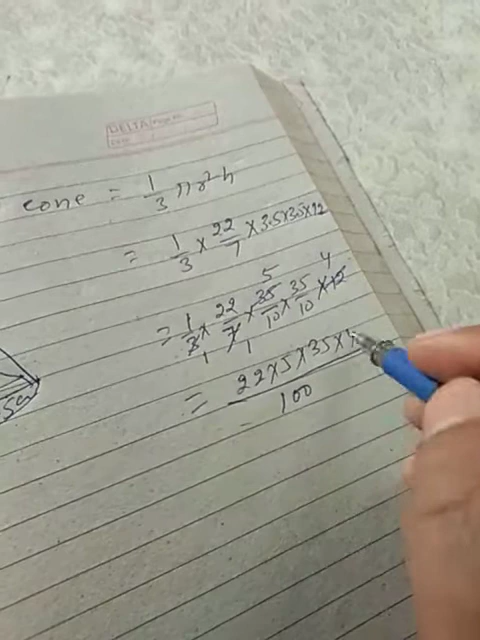 DELTA
cone = 1/3 πr²h
= 1/3 × 22/7 × 3.5 × 3.5 × 12
5 4
= 1/3 × 22/7 × 35/10 × 35/10 × 12
1 1
= 22×5×35×4/100